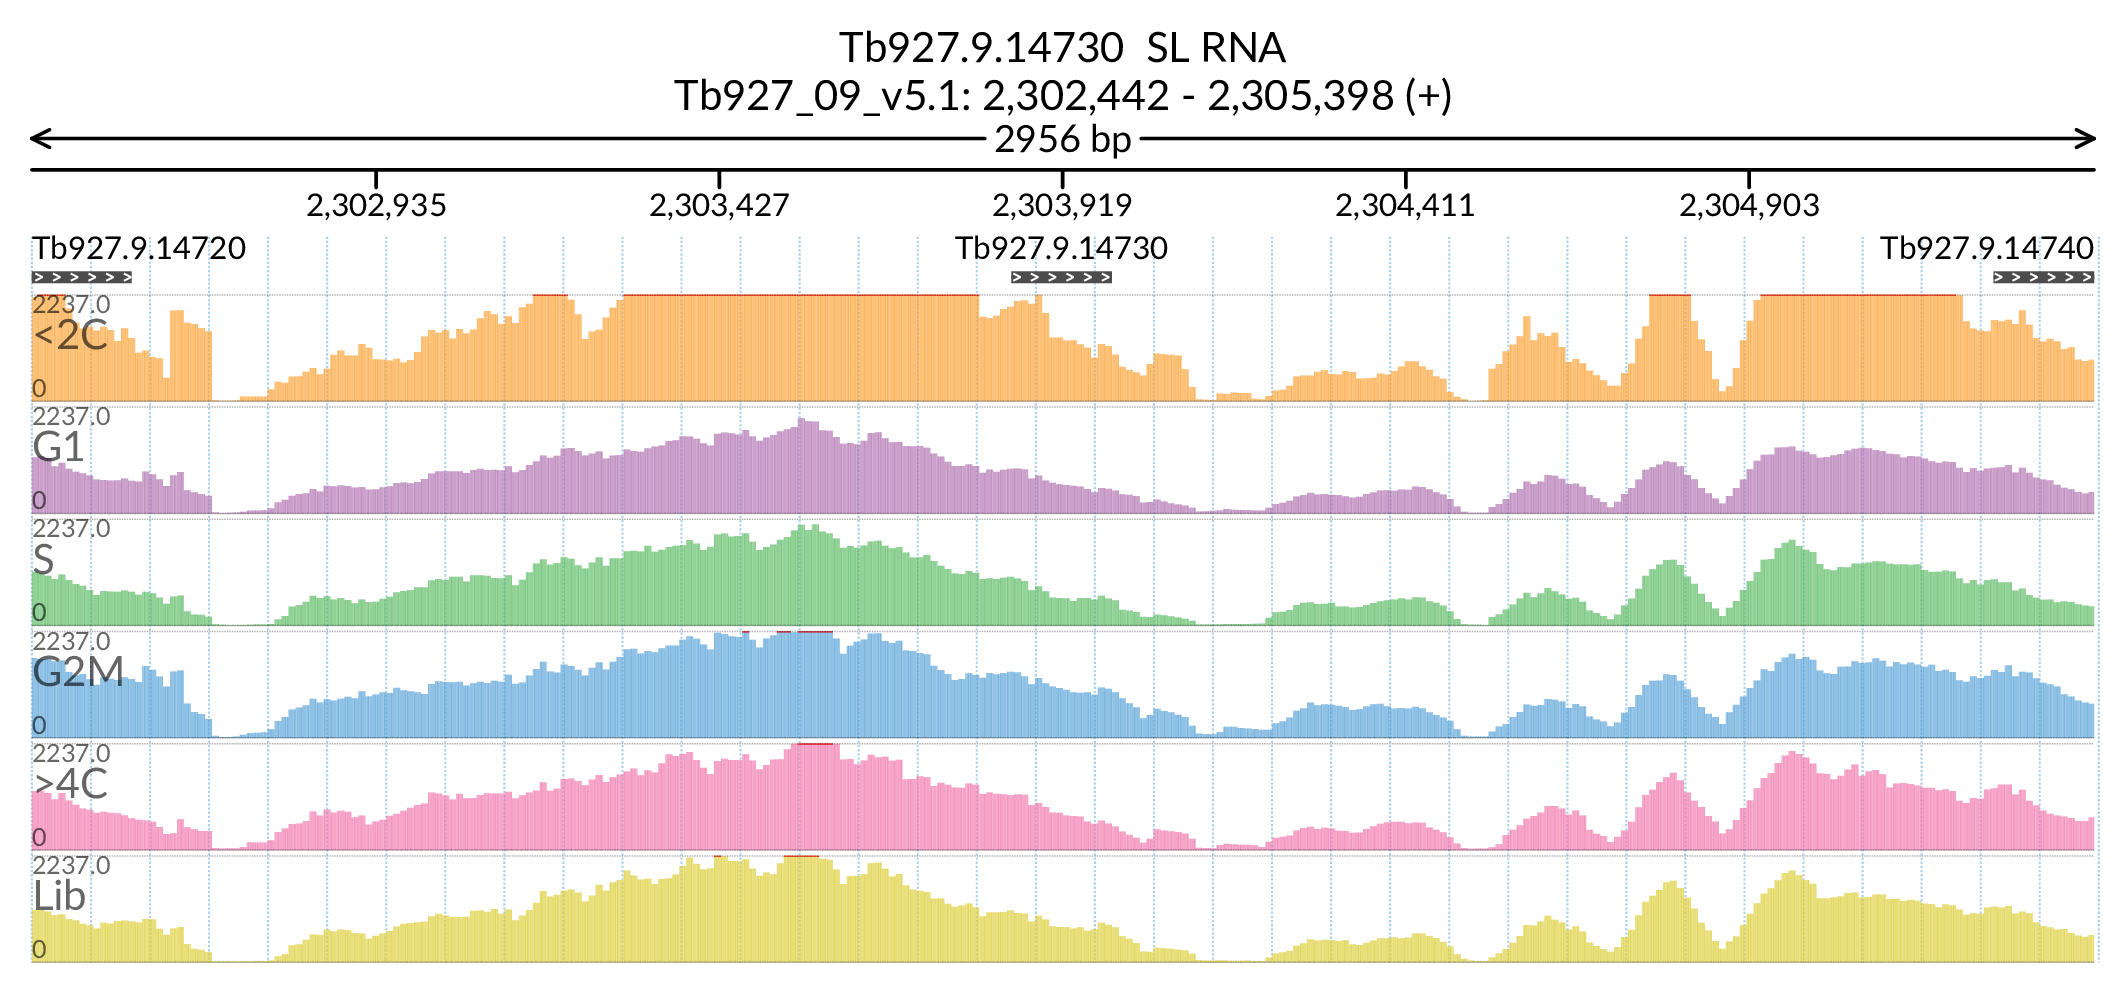 Tb927.9.14730  SL RNA
Tb927_09_v5.1: 2,302,442 - 2,305,398 (+)
2956 bp
2,302,935 2,303,427 2,303,919 2,304,411 2,304,903
Tb927.9.14720 Tb927.9.14730 Tb927.9.14740
2237.0
<2C
0
2237.0
G1
0
2237.0
S
0
2237.0
G2M
0
2237.0
>4C
0
2237.0
Lib
0